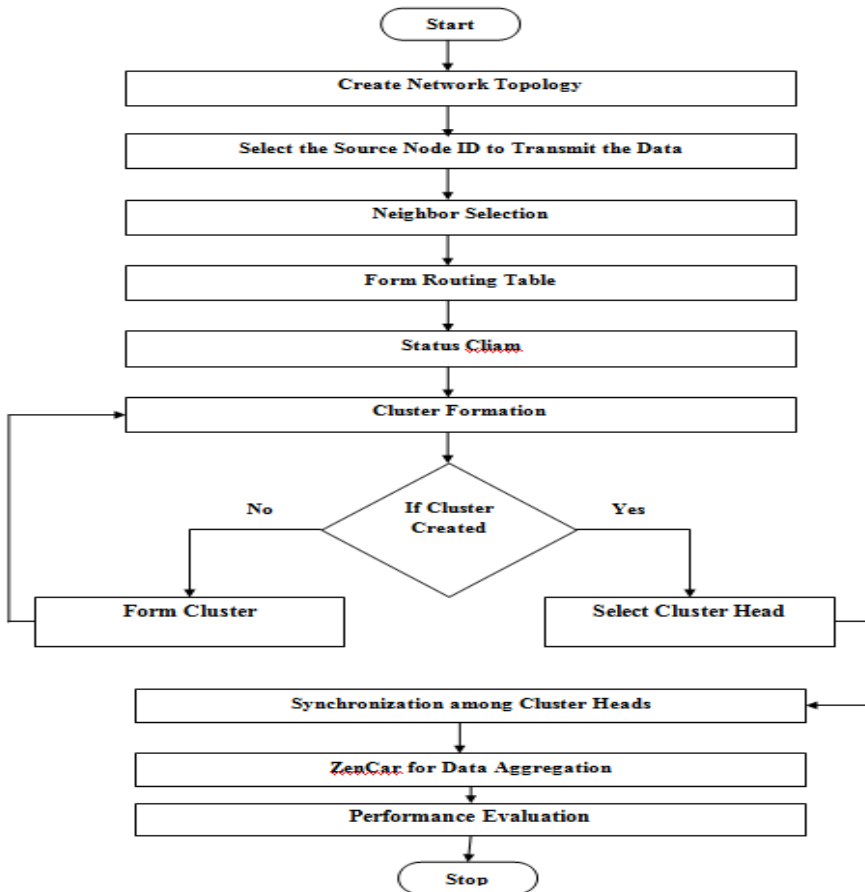 Start
Create Network Topology
Select the Source Node ID to Transmit the Data
Neighbor Selection
Form Routing Table
Status Cliam
Cluster Formation
If Cluster
Created
No
Yes
Form Cluster
Select Cluster Head
Synchronization among Cluster Heads
ZenCar for Data Aggregation
Performance Evaluation
Stop